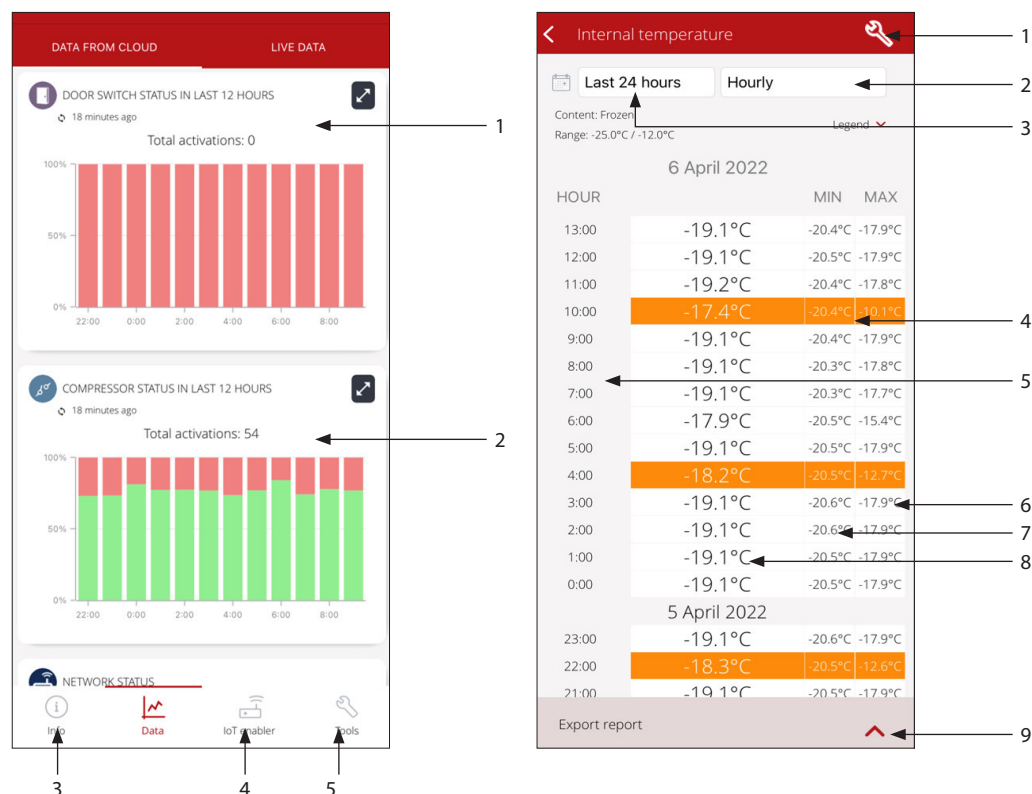 DATA FROM CLOUD LIVE DATA
DOOR SWITCH STATUS IN LAST 12 HOURS
18 minutes ago
Total activations: 0
100%
50%
0%
22:00 0:00 2:00 4:00 6:00 8:00
1
COMPRESSOR STATUS IN LAST 12 HOURS
18 minutes ago
Total activations: 54
100%
50%
0%
22:00 0:00 2:00 4:00 6:00 8:00
2
NETWORK STATUS
Info Data IoT enabler Tools
3 4 5
Internal temperature 1
Last 24 hours Hourly 2
Content: Frozen
Range: -25.0°C / -12.0°C Legend 3
6 April 2022
HOUR MIN MAX
13:00 -19.1°C -20.4°C -17.9°C
12:00 -19.1°C -20.5°C -17.9°C
11:00 -19.2°C -20.4°C -17.8°C
10:00 -17.4°C -20.4°C -10.1°C 4
9:00 -19.1°C -20.4°C -17.9°C
8:00 -19.1°C -20.3°C -17.8°C
5
7:00 -19.1°C -20.3°C -17.7°C
6:00 -17.9°C -20.5°C -15.4°C
5:00 -19.1°C -20.5°C -17.9°C
4:00 -18.2°C -20.5°C -12.7°C
3:00 -19.1°C -20.6°C -17.9°C 6
2:00 -19.1°C -20.6°C -17.9°C 7
1:00 -19.1°C -20.5°C -17.9°C 8
0:00 -19.1°C -20.5°C -17.9°C
5 April 2022
23:00 -19.1°C -20.6°C -17.9°C
22:00 -18.3°C -20.5°C -12.6°C
21:00 -19.1°C -20.5°C -17.9°C
Export report 9